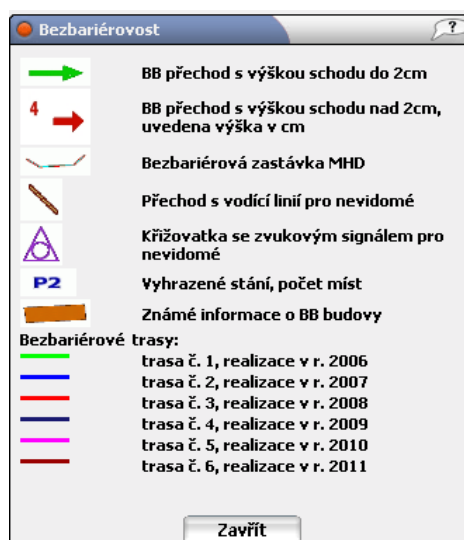 Bezbariérovost
?
BB přechod s výškou schodu do 2cm
4
BB přechod s výškou schodu nad 2cm,
uvedena výška v cm
Bezbariérová zastávka MHD
Přechod s vodící linií pro nevidomé
Křižovatka se zvukovým signálem pro
nevidomé
P2
Vyhrazené stání, počet míst
Známé informace o BB budovy
Bezbariérové trasy:
trasa č. 1, realizace v r. 2006
trasa č. 2, realizace v r. 2007
trasa č. 3, realizace v r. 2008
trasa č. 4, realizace v r. 2009
trasa č. 5, realizace v r. 2010
trasa č. 6, realizace v r. 2011
Zavřít